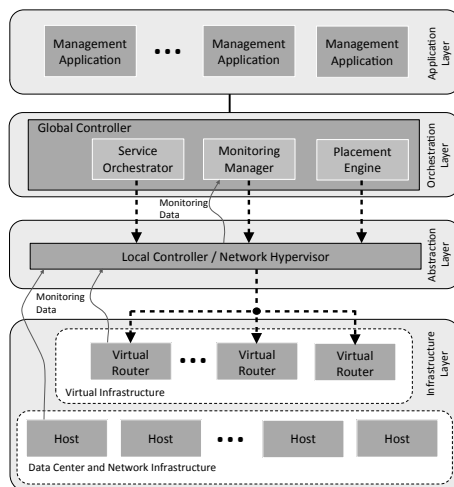 Management
Application
•••
Management
Application
Management
Application
Application
Layer
Global Controller
Service
Orchestrator
Monitoring
Manager
Placement
Engine
Orchestration
Layer
Monitoring
Data
Local Controller / Network Hypervisor
Abstraction
Layer
Monitoring
Data
Virtual
Router
•••
Virtual
Router
Virtual
Router
Virtual Infrastructure
Infrastructure
Layer
Host
Host
•••
Host
Host
Data Center and Network Infrastructure